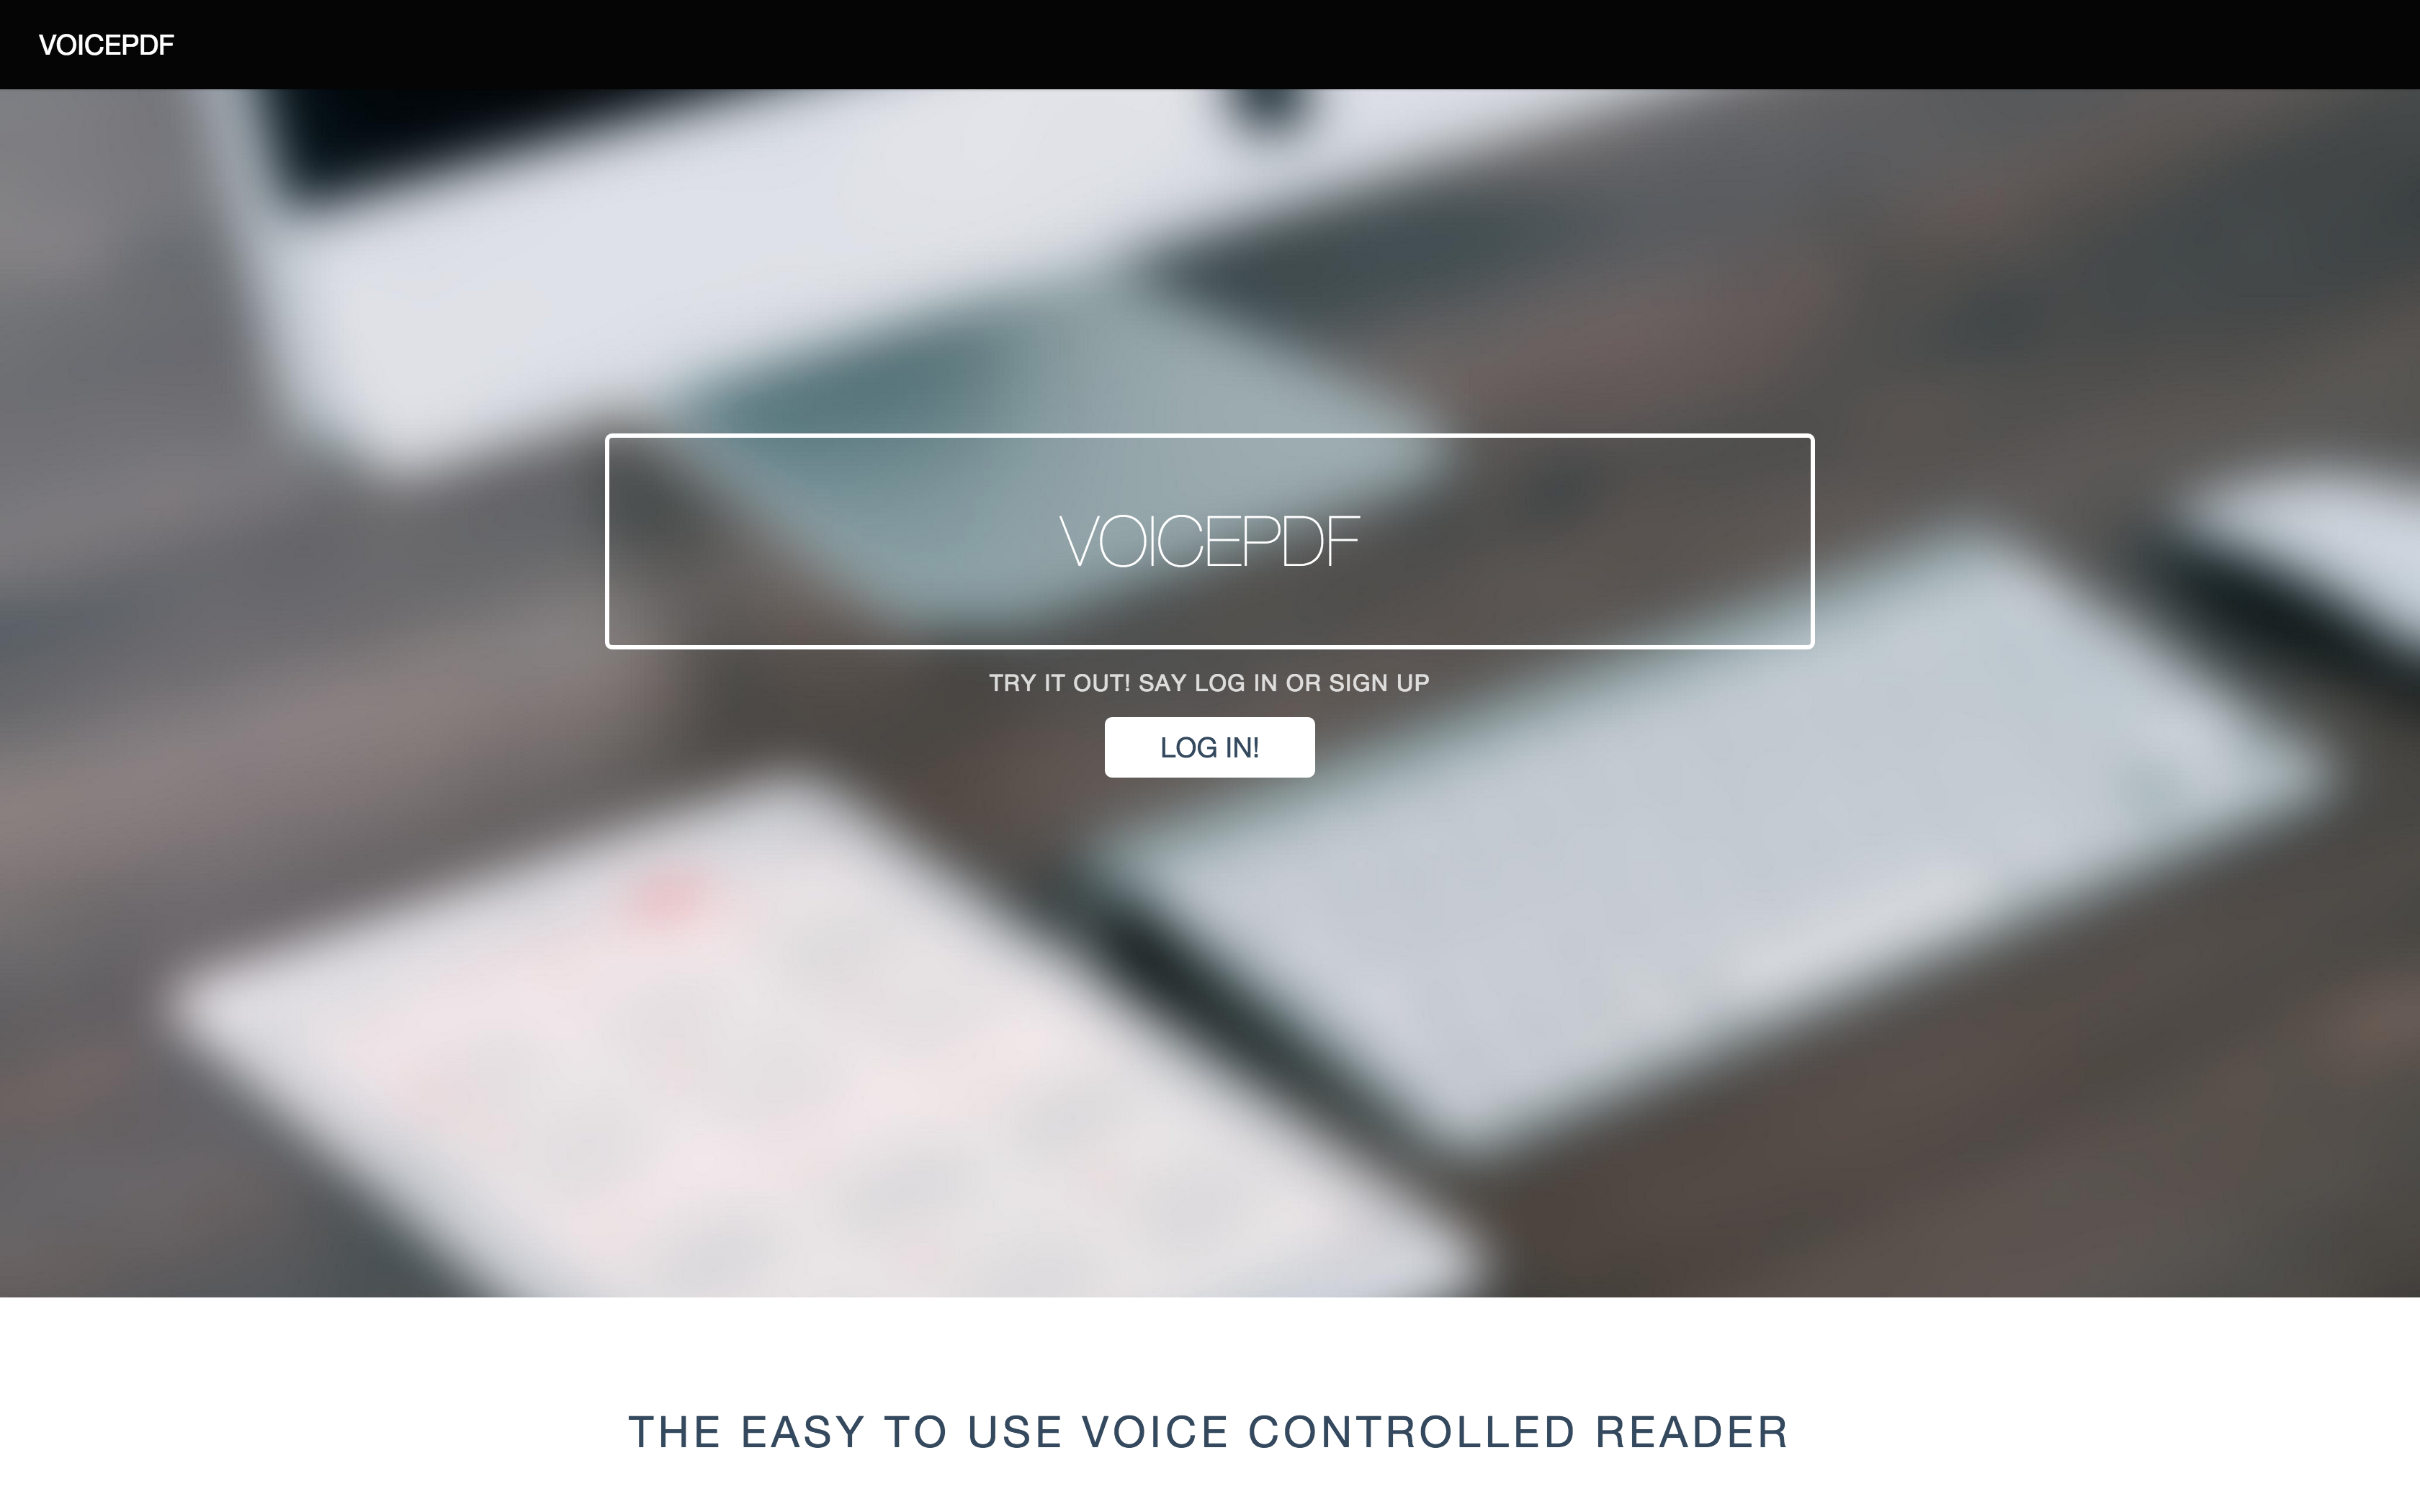 VOICEPDF
VOICEPDF
TRY IT OUT! SAY LOG IN OR SIGN UP
LOG IN!
THE EASY TO USE VOICE CONTROLLED READER